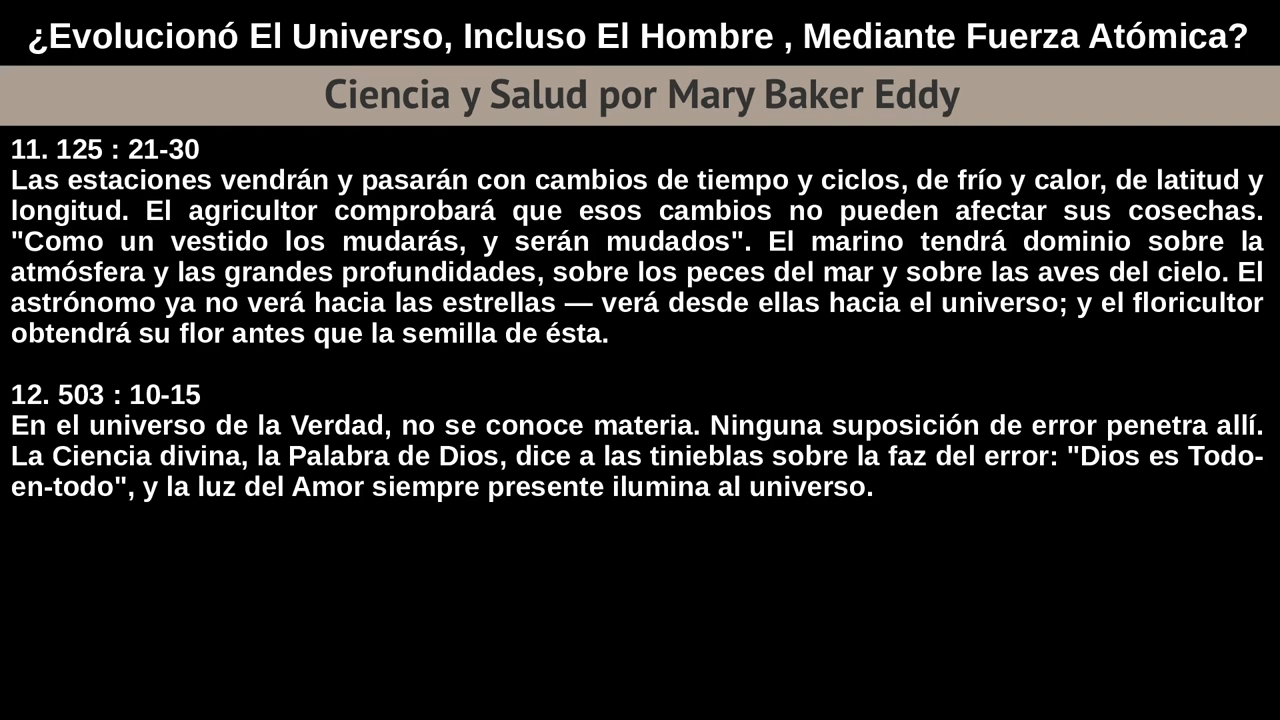 ¿Evolucionó El Universo, Incluso El Hombre , Mediante Fuerza Atómica?
Ciencia y Salud por Mary Baker Eddy
11. 125 : 21-30
Las estaciones vendrán y pasarán con cambios de tiempo y ciclos, de frío y calor, de latitud y
longitud. El agricultor comprobará que esos cambios no pueden afectar sus cosechas.
"Como un vestido los mudarás, y serán mudados". El marino tendrá dominio sobre la
atmósfera y las grandes profundidades, sobre los peces del mar y sobre las aves del cielo. El
astrónomo ya no verá hacia las estrellas — verá desde ellas hacia el universo; y el floricultor
obtendrá su flor antes que la semilla de ésta.
12. 503 : 10-15
En el universo de la Verdad, no se conoce materia. Ninguna suposición de error penetra allí.
La Ciencia divina, la Palabra de Dios, dice a las tinieblas sobre la faz del error: "Dios es Todo-
en-todo", y la luz del Amor siempre presente ilumina al universo.